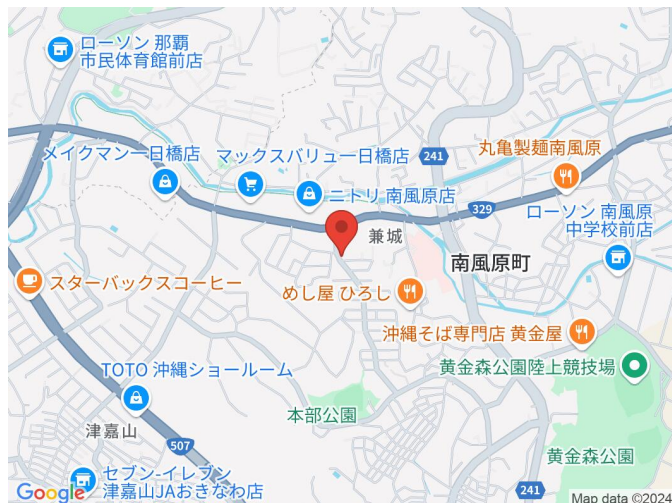 ローソン 那覇
市民体育館前店
メイクマン一日橋店
マックスバリュー日橋店
241
丸亀製麺南風原
ニトリ 南風原店
329
ローソン 南風原
中学校前店
兼城
南風原町
スターバックスコーヒー
めし屋 ひろし
沖縄そば専門店 黄金屋
TOTO 沖縄ショールーム
黄金森公園陸上競技場
本部公園
241
津嘉山
507
黄金森公園
セブン-イレブン
津嘉山JAおきなわ店
Google
Map data ©2024